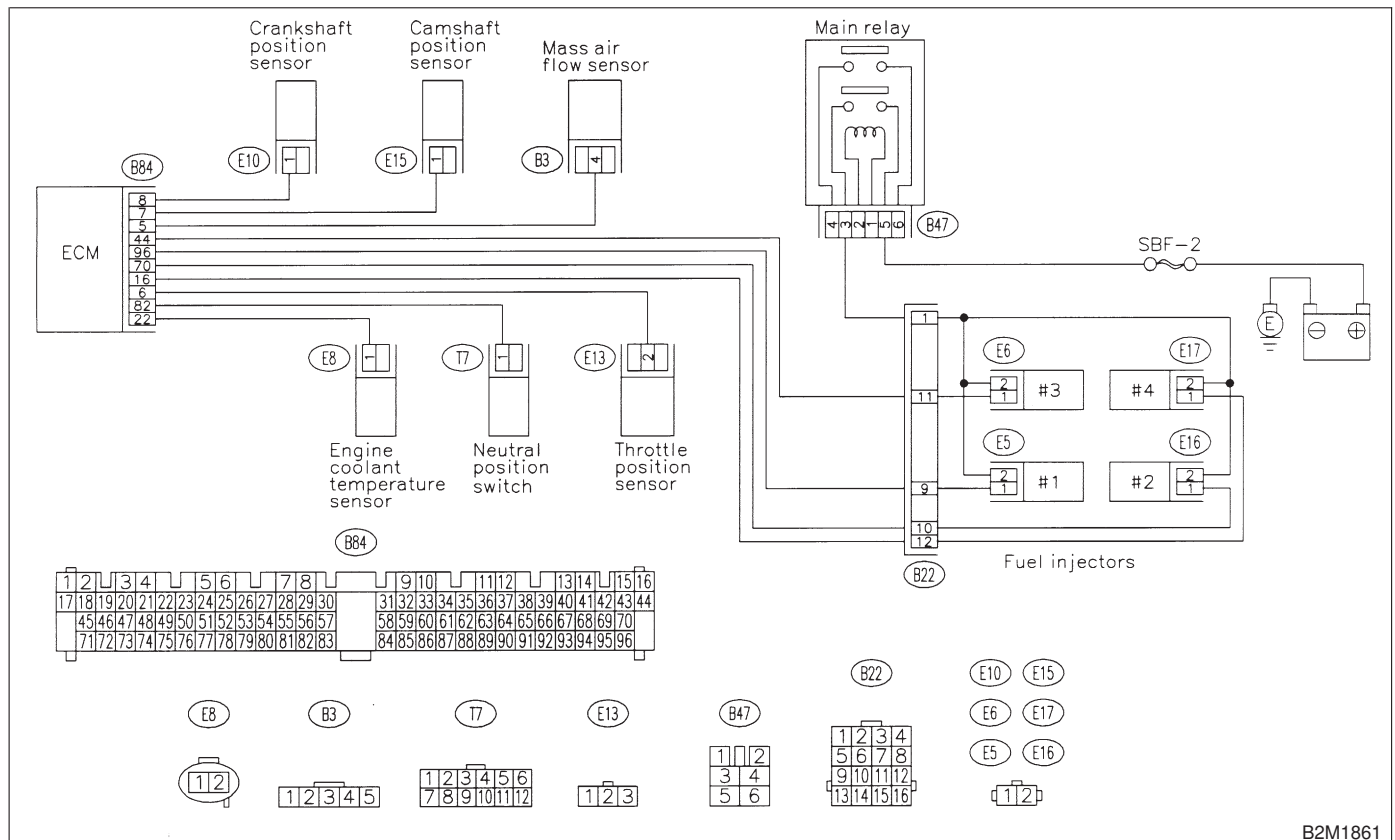 Crankshaft
position
sensor
Camshaft
position
sensor
Mass air
flow sensor
Main relay
E10
1
E15
1
B3
4
B84
ECM
8
7
5
44
96
70
16
6
82
22
4 3 2 1 5 6
B47
SBF-2
E
⊖ ⊕
E8
1
T7
1
E13
2
Engine
coolant
temperature
sensor
Neutral
position
switch
Throttle
position
sensor
1
11
9
10
12
B22
E6
2
1
#3
E17
#4
2
1
E5
2
1
#1
E16
#2
2
1
Fuel injectors
B84
1 2 3 4 5 6 7 8 9 10 11 12 13 14 15 16
17 18 19 20 21 22 23 24 25 26 27 28 29 30 31 32 33 34 35 36 37 38 39 40 41 42 43 44
45 46 47 48 49 50 51 52 53 54 55 56 57 58 59 60 61 62 63 64 65 66 67 68 69 70
71 72 73 74 75 76 77 78 79 80 81 82 83 84 85 86 87 88 89 90 91 92 93 94 95 96
E8
1 2
B3
1 2 3 4 5
T7
1 2 3 4 5 6
7 8 9 10 11 12
E13
1 2 3
B47
1 2
3 4
5 6
B22
1 2 3 4
5 6 7 8
9 10 11 12
13 14 15 16
E10 E15
E6 E17
E5 E16
1 2
B2M1861